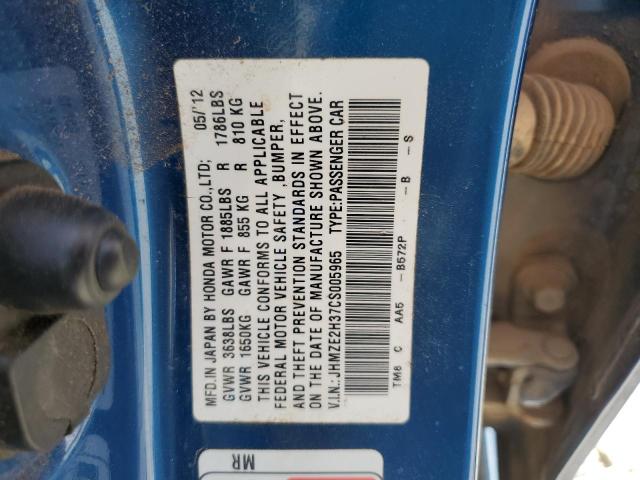 MFD.IN JAPAN BY HONDA MOTOR CO.,LTD; 05/'12
GVWR 3638LBS GAWR F 1885LBS R 1786LBS
GVWR 1650KG GAWR F 855 KG R 810 KG
THIS VEHICLE CONFORMS TO ALL APPLICABLE
FEDERAL MOTOR VEHICLE SAFETY ,BUMPER,
AND THEFT PREVENTION STANDARDS IN EFFECT
ON THE DATE OF MANUFACTURE SHOWN ABOVE.
V.I.N.:JHMZE2H37CS005965 TYPE:PASSENGER CAR
TM8 C AA5 -B572P -B -S
MR